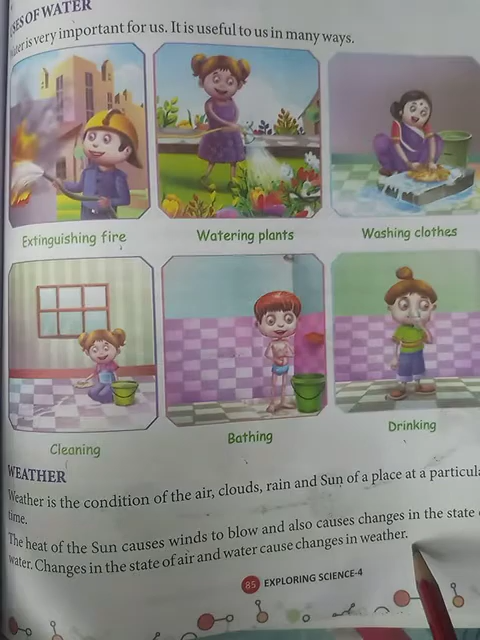 USES OF WATER
Water is very important for us. It is useful to us in many ways.
Extinguishing fire
Watering plants
Washing clothes
Cleaning
Bathing
Drinking
WEATHER
Weather is the condition of the air, clouds, rain and Sun of a place at a particula
time.
The heat of the Sun causes winds to blow and also causes changes in the state
water. Changes in the state of air and water cause changes in weather.
85 EXPLORING SCIENCE-4